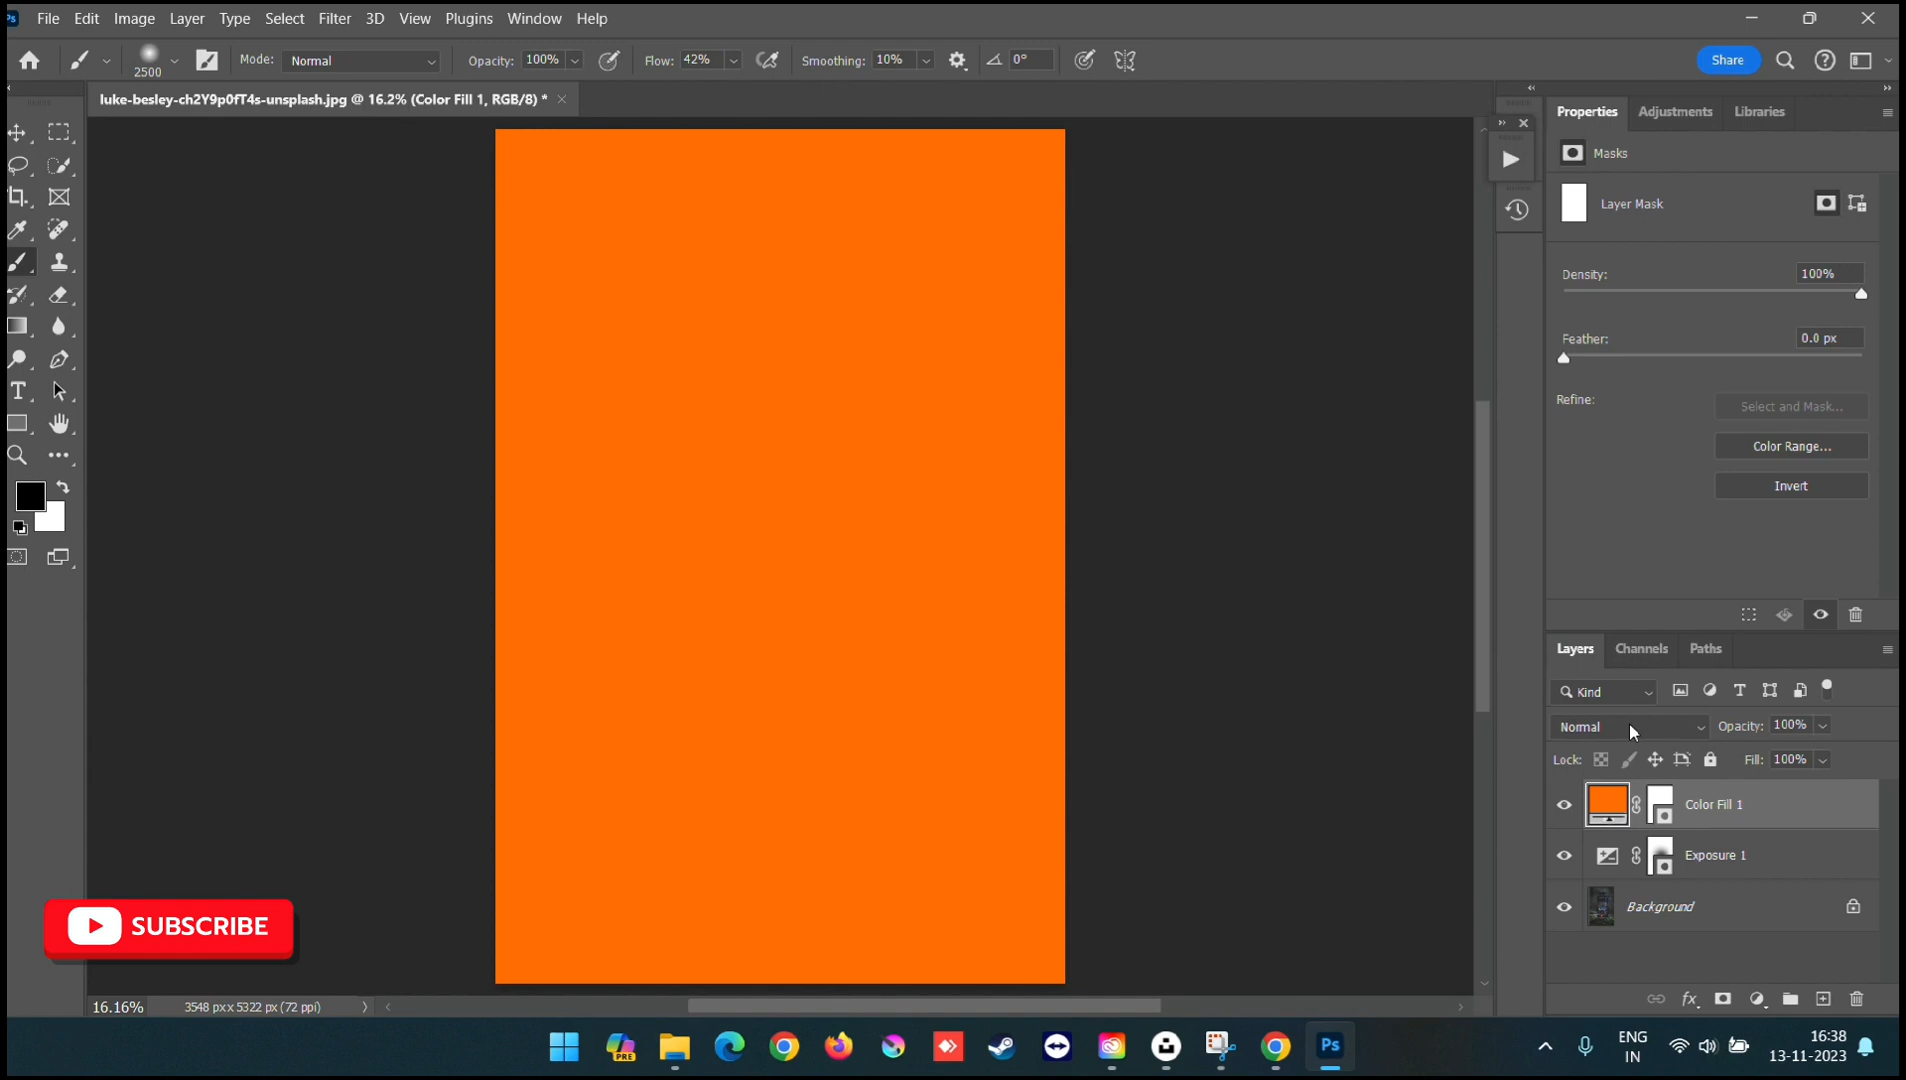 Ps File Edit Image Layer Type Select Filter 3D View Plugins Window Help
2500 Mode: Normal Opacity: 100% Flow: 42% Smoothing: 10% 0° Share
luke-besley-ch2Y9p0fT4s-unsplash.jpg @ 16.2% (Color Fill 1, RGB/8) *
Properties Adjustments Libraries
Masks
Layer Mask
Density: 100%
Feather: 0.0 px
Refine:
Select and Mask...
Color Range...
Invert
Layers Channels Paths
Kind
Normal Opacity: 100%
Lock: Fill: 100%
Color Fill 1
Exposure 1
Background
SUBSCRIBE
16.16% 3548 px x 5322 px (72 ppi)
PRE
Ps
ENG
IN
16:38
13-11-2023